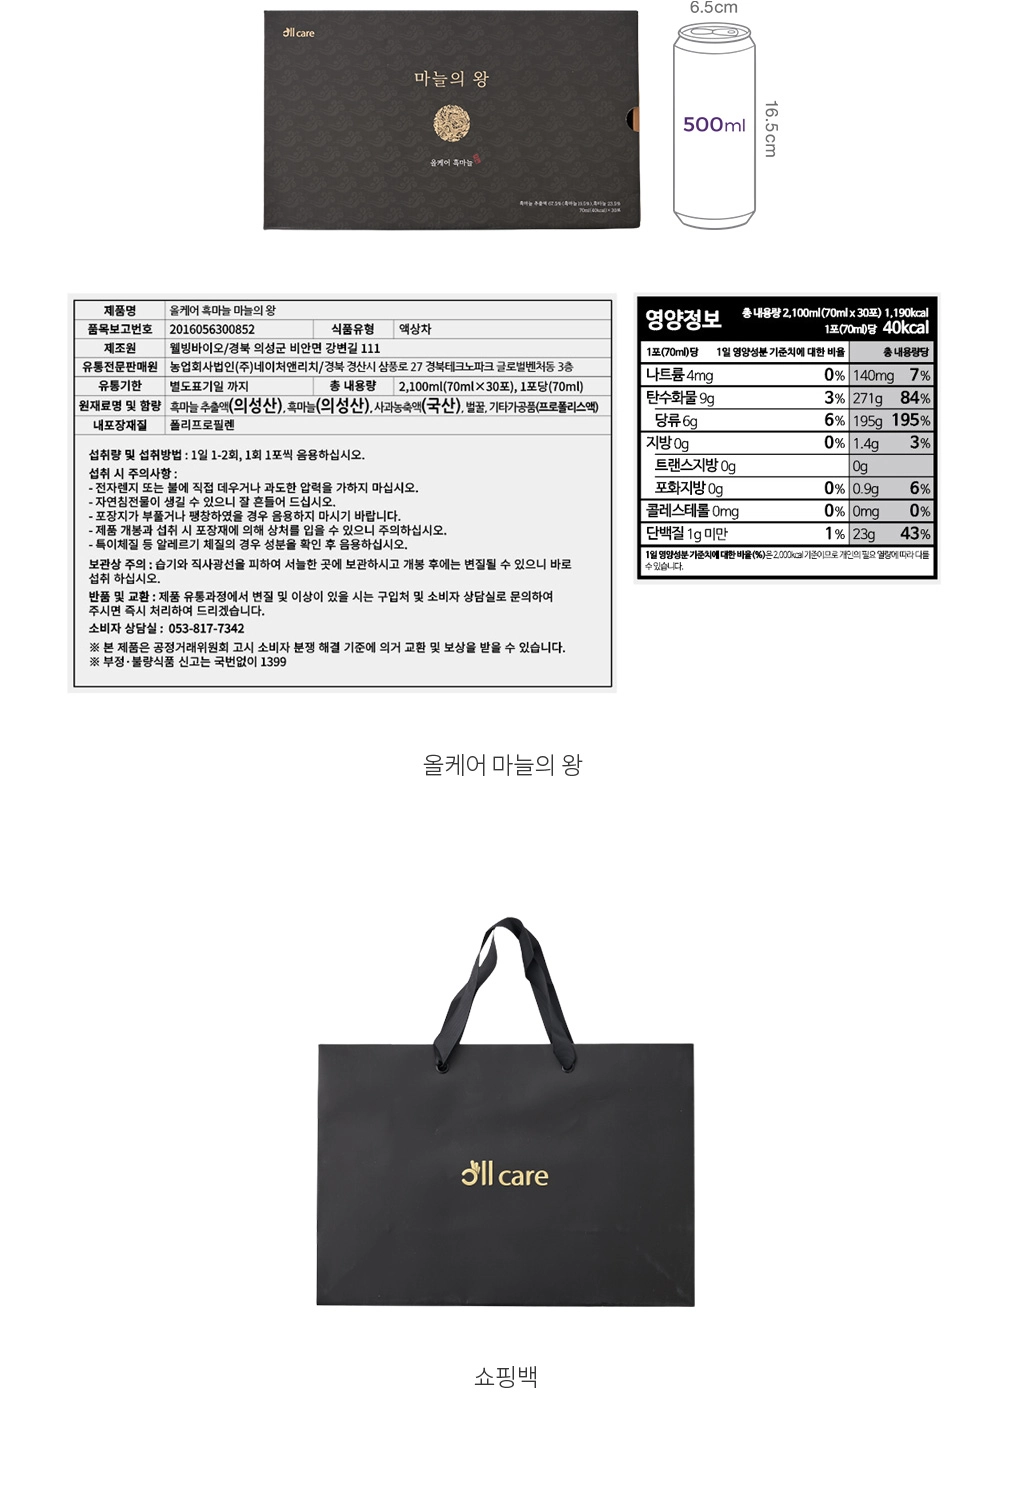 all care
6.5cm
마늘의 왕
500ml
16.5cm
올케어 흑마늘
70ml(40kcal) × 30포
제품명 올케어 흑마늘 마늘의 왕
품목보고번호 2016056300852 식품유형 액상차
제조원 웰빙바이오/경북 의성군 비안면 강변길 111
유통전문판매원 농업회사법인(주)네이처앤리치/경북 경산시 삼풍로 27 경북테크노파크 글로벌벤처동 3층
유통기한 별도표기일 까지 총 내용량 2,100ml(70ml×30포), 1포당(70ml)
원재료명 및 함량 흑마늘 추출액(의성산), 흑마늘(의성산), 사과농축액(국산), 벌꿀, 기타가공품(프로폴리스액)
내포장재질 폴리프로필렌
섭취량 및 섭취방법 : 1일 1-2회, 1회 1포씩 음용하십시오.
섭취 시 주의사항 :
- 전자렌지 또는 불에 직접 데우거나 과도한 압력을 가하지 마십시오.
- 자연침전물이 생길 수 있으니 잘 흔들어 드십시오.
- 포장지가 부풀거나 팽창하였을 경우 음용하지 마시기 바랍니다.
- 제품 개봉과 섭취 시 포장재에 의해 상처를 입을 수 있으니 주의하십시오.
- 특이체질 등 알레르기 체질의 경우 성분을 확인 후 음용하십시오.
보관상 주의 : 습기와 직사광선을 피하여 서늘한 곳에 보관하시고 개봉 후에는 변질될 수 있으니 바로
섭취 하십시오.
반품 및 교환 : 제품 유통과정에서 변질 및 이상이 있을 시는 구입처 및 소비자 상담실로 문의하여
주시면 즉시 처리하여 드리겠습니다.
소비자 상담실 : 053-817-7342
※ 본 제품은 공정거래위원회 고시 소비자 분쟁 해결 기준에 의거 교환 및 보상을 받을 수 있습니다.
※ 부정·불량식품 신고는 국번없이 1399
영양정보 총 내용량 2,100ml(70ml x 30포) 1,190kcal
1포(70ml)당 40kcal
1포(70ml)당 1일 영양성분 기준치에 대한 비율 총 내용량당
나트륨 4mg 0% 140mg 7%
탄수화물 9g 3% 271g 84%
당류 6g 6% 195g 195%
지방 0g 0% 1.4g 3%
트랜스지방 0g 0g
포화지방 0g 0% 0.9g 6%
콜레스테롤 0mg 0% 0mg 0%
단백질 1g 미만 1% 23g 43%
1일 영양성분 기준치에 대한 비율(%)은 2,000kcal 기준이므로 개인의 필요 열량에 따라 다를
수 있습니다.
올케어 마늘의 왕
all care
쇼핑백